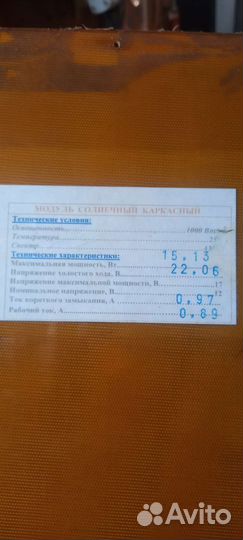 МОДУЛЬ СОЛНЕЧНЫЙ КАРКАСНЫЙ
Технические условия:
Освещенность 1000 Вт/
Температура 25
Спектр
Технические характеристики:
Максимальная мощность, Вт 15,13
Напряжение холостого хода, В 22,06
Напряжение максимальной мощности, В 17
Номинальное напряжение, В 12
Ток короткого замыкания, А 0,97
Рабочий ток, А 0,89
Avito